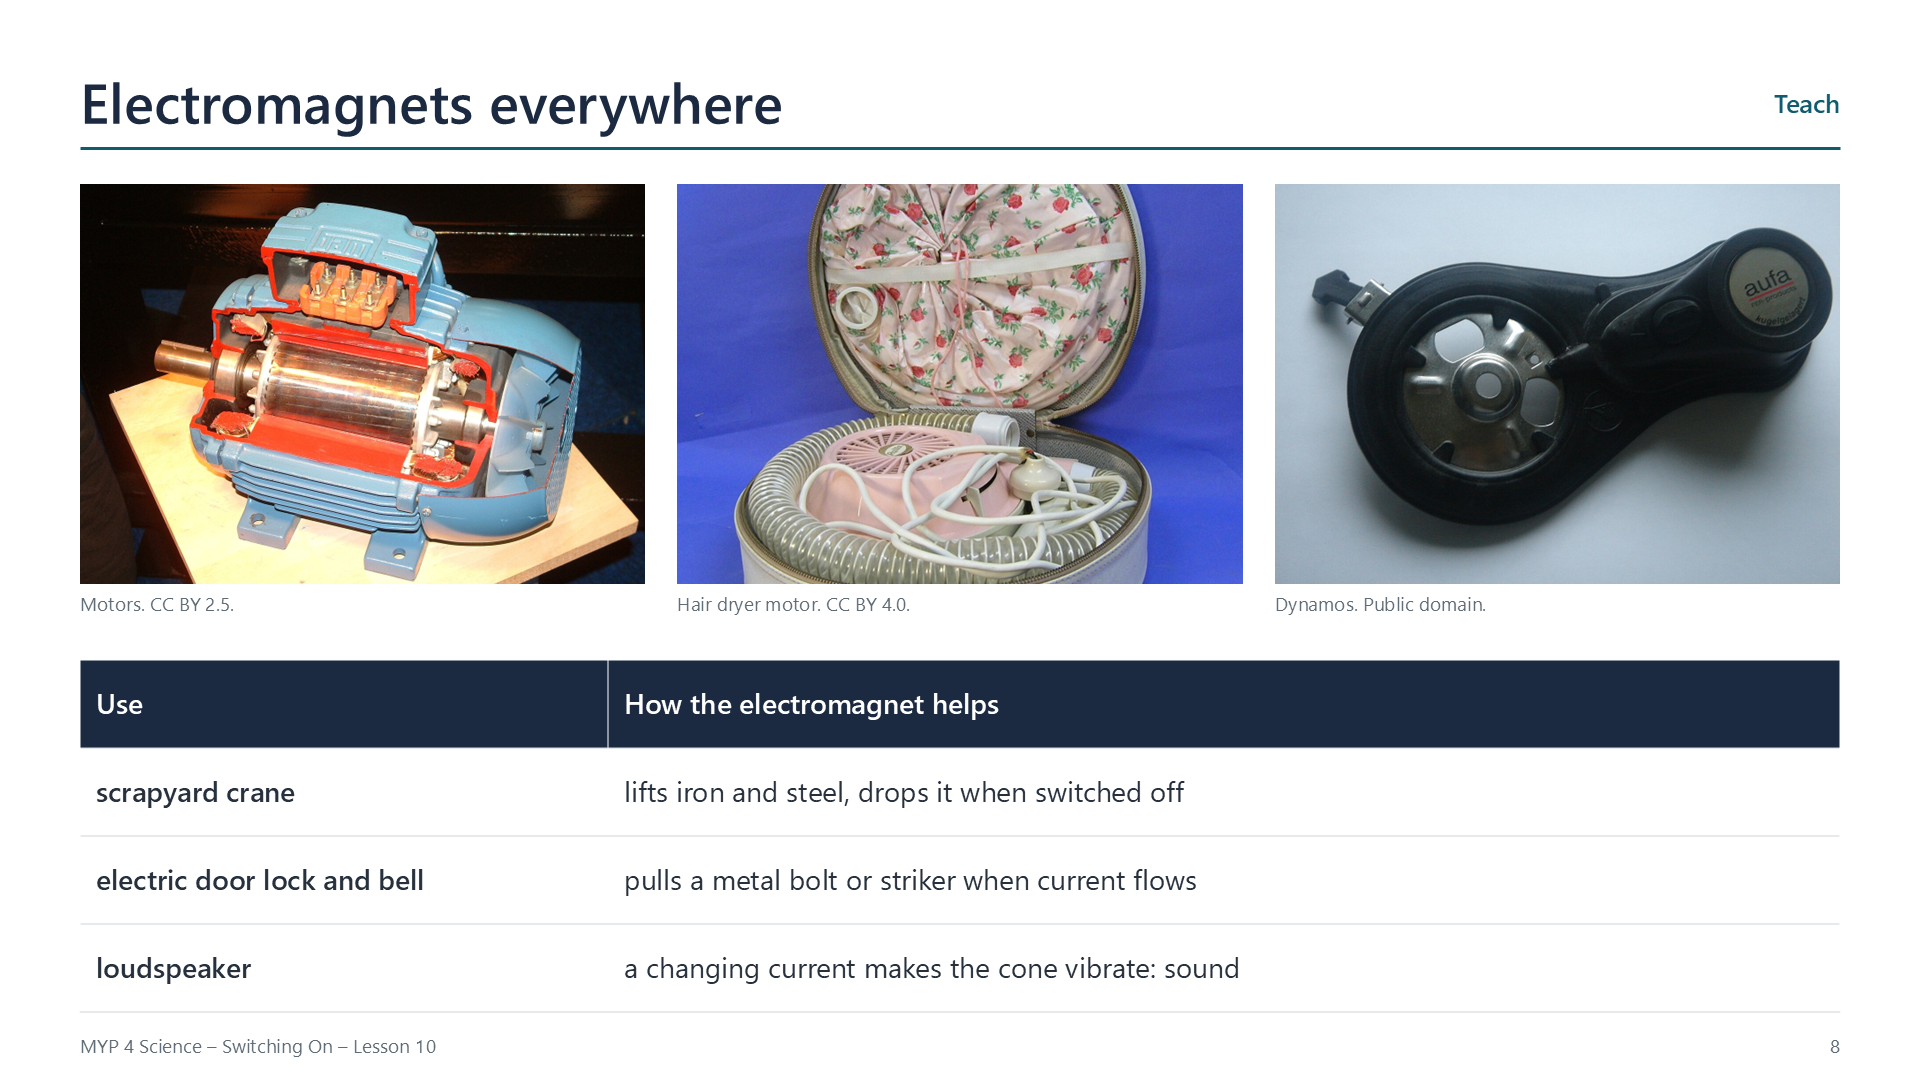 Electromagnets everywhere
Teach
aufa
kugelgelagert
Motors. CC BY 2.5.
Hair dryer motor. CC BY 4.0.
Dynamos. Public domain.
Use
How the electromagnet helps
scrapyard crane
lifts iron and steel, drops it when switched off
electric door lock and bell
pulls a metal bolt or striker when current flows
loudspeaker
a changing current makes the cone vibrate: sound
MYP 4 Science – Switching On – Lesson 10
8